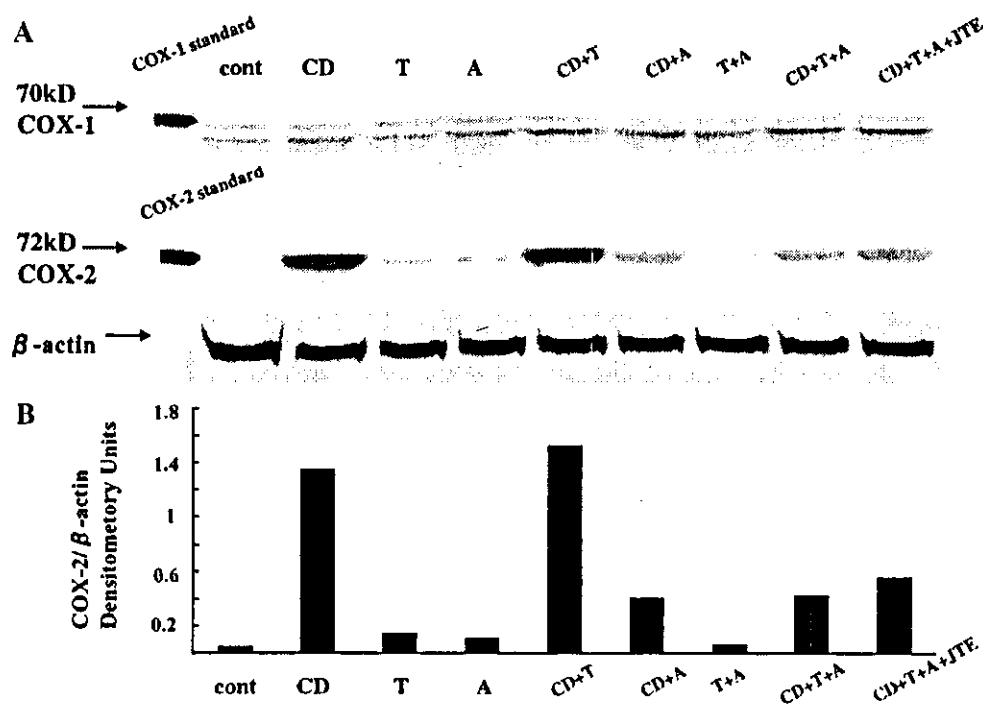 A
COX-1 standard
cont CD T A CD+T CD+A T+A CD+T+A CD+T+A+JTE
70kD
COX-1
COX-2 standard
72kD
COX-2
β-actin
B
COX-2/β-actin
Densitometory Units
1.8
1.4
1
0.6
0.2
cont CD T A CD+T CD+A T+A CD+T+A CD+T+A+JTE